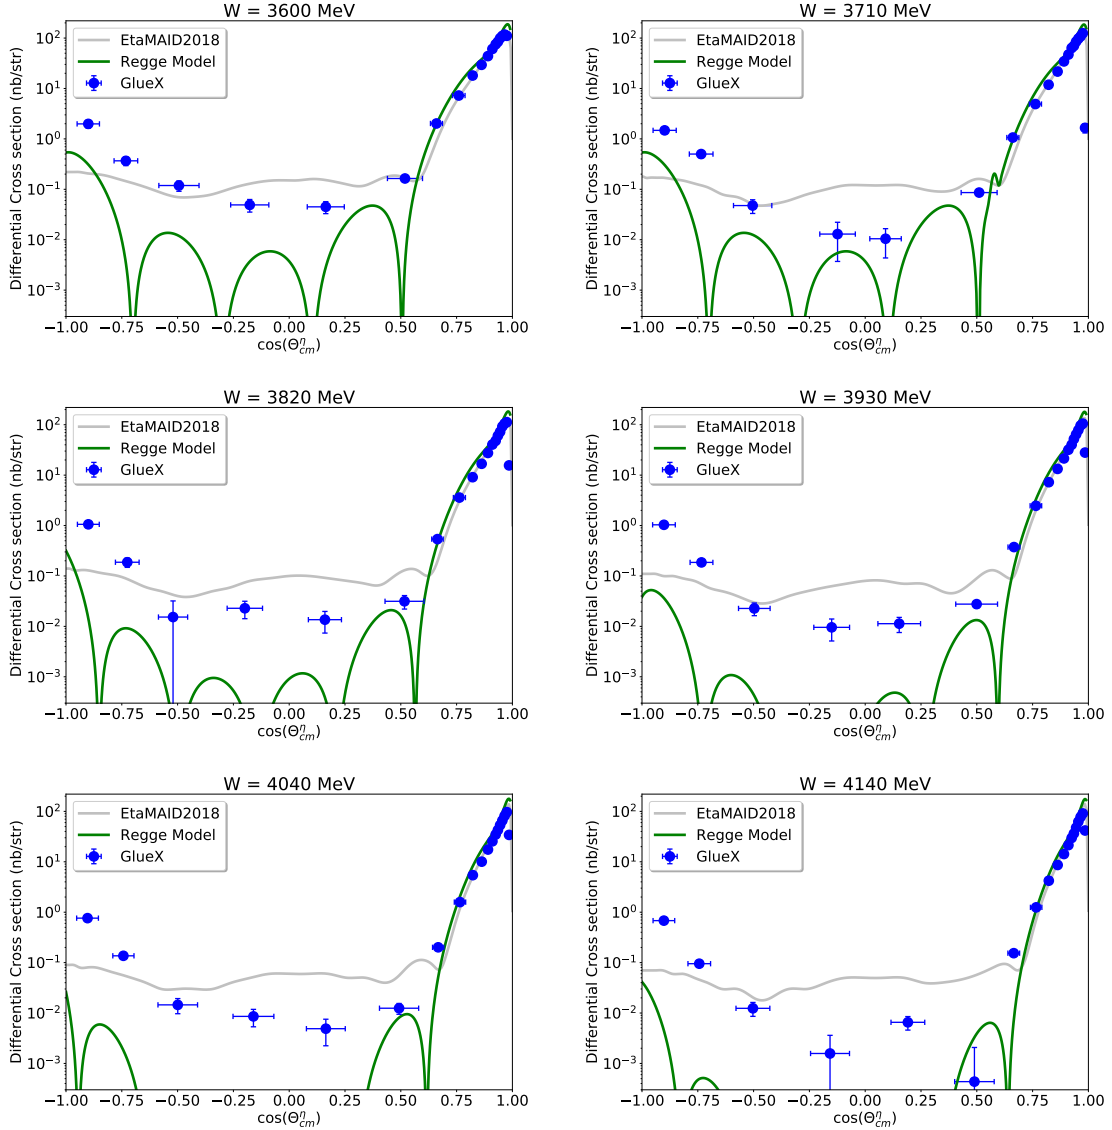 W = 3600 MeV
EtaMAID2018
Regge Model
GlueX
Differential Cross section (nb/str)
10²
10¹
10⁰
10⁻¹
10⁻²
10⁻³
−1.00 −0.75 −0.50 −0.25 0.00 0.25 0.50 0.75 1.00
cos(Θ^η_cm)
W = 3710 MeV
EtaMAID2018
Regge Model
GlueX
Differential Cross section (nb/str)
10²
10¹
10⁰
10⁻¹
10⁻²
10⁻³
−1.00 −0.75 −0.50 −0.25 0.00 0.25 0.50 0.75 1.00
cos(Θ^η_cm)
W = 3820 MeV
EtaMAID2018
Regge Model
GlueX
Differential Cross section (nb/str)
10²
10¹
10⁰
10⁻¹
10⁻²
10⁻³
−1.00 −0.75 −0.50 −0.25 0.00 0.25 0.50 0.75 1.00
cos(Θ^η_cm)
W = 3930 MeV
EtaMAID2018
Regge Model
GlueX
Differential Cross section (nb/str)
10²
10¹
10⁰
10⁻¹
10⁻²
10⁻³
−1.00 −0.75 −0.50 −0.25 0.00 0.25 0.50 0.75 1.00
cos(Θ^η_cm)
W = 4040 MeV
EtaMAID2018
Regge Model
GlueX
Differential Cross section (nb/str)
10²
10¹
10⁰
10⁻¹
10⁻²
10⁻³
−1.00 −0.75 −0.50 −0.25 0.00 0.25 0.50 0.75 1.00
cos(Θ^η_cm)
W = 4140 MeV
EtaMAID2018
Regge Model
GlueX
Differential Cross section (nb/str)
10²
10¹
10⁰
10⁻¹
10⁻²
10⁻³
−1.00 −0.75 −0.50 −0.25 0.00 0.25 0.50 0.75 1.00
cos(Θ^η_cm)